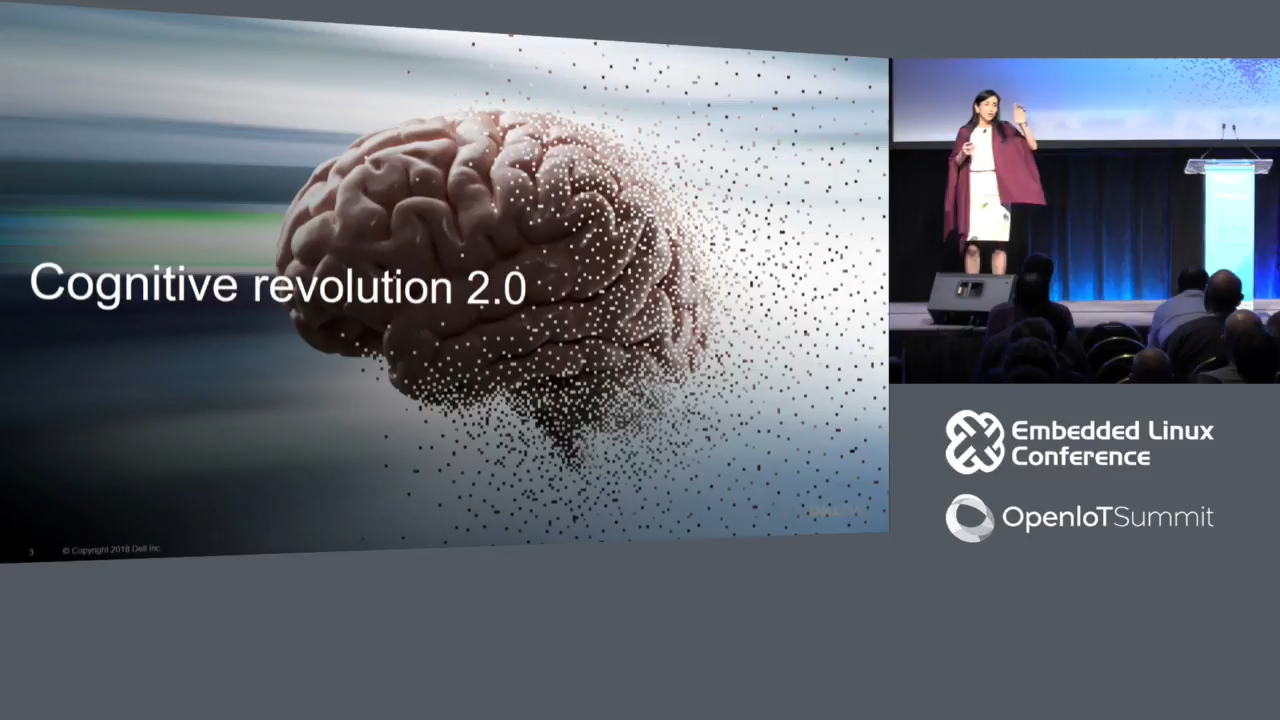 Cognitive revolution 2.0
3 © Copyright 2018 Dell Inc.
Embedded Linux
Conference
OpenIoTSummit